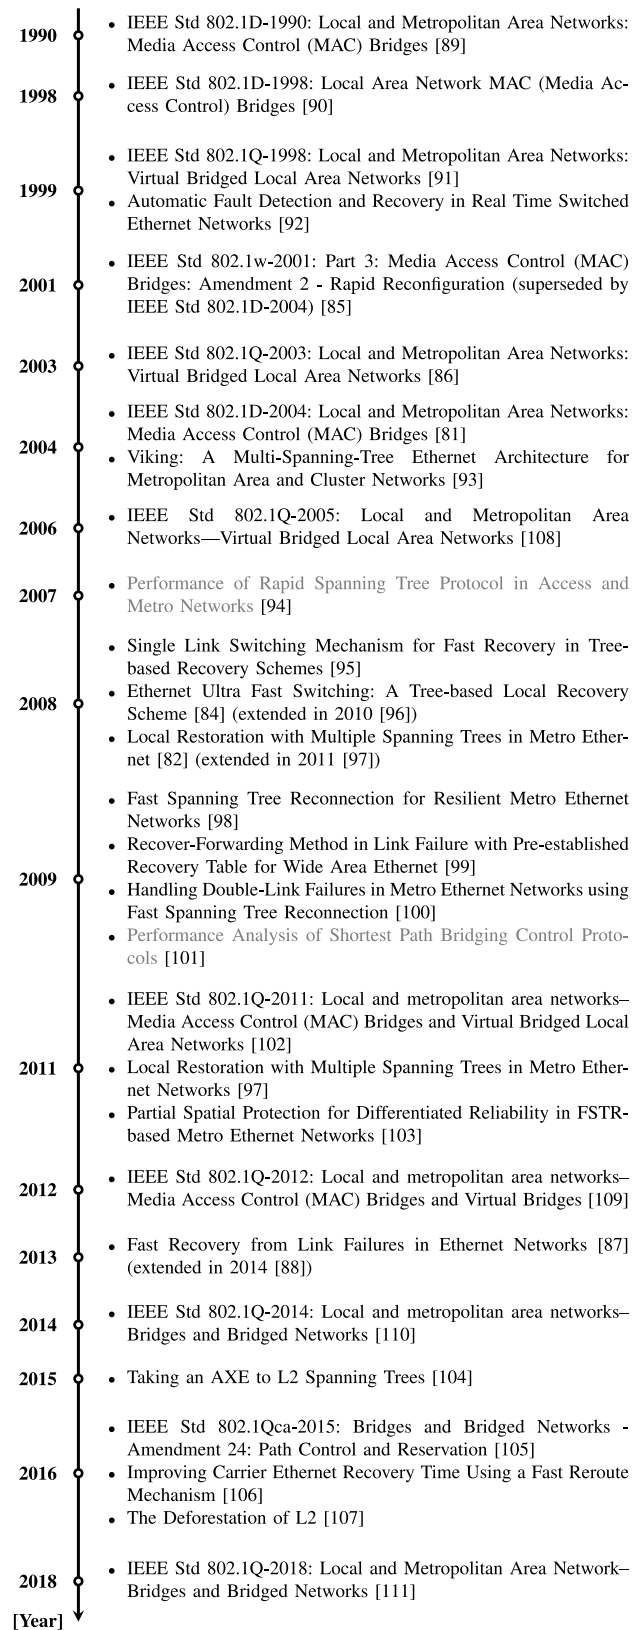 1990
• IEEE Std 802.1D-1990: Local and Metropolitan Area Networks:
Media Access Control (MAC) Bridges [89]
1998
• IEEE Std 802.1D-1998: Local Area Network MAC (Media Ac-
cess Control) Bridges [90]
1999
• IEEE Std 802.1Q-1998: Local and Metropolitan Area Networks:
Virtual Bridged Local Area Networks [91]
• Automatic Fault Detection and Recovery in Real Time Switched
Ethernet Networks [92]
2001
• IEEE Std 802.1w-2001: Part 3: Media Access Control (MAC)
Bridges: Amendment 2 - Rapid Reconfiguration (superseded by
IEEE Std 802.1D-2004) [85]
2003
• IEEE Std 802.1Q-2003: Local and Metropolitan Area Networks:
Virtual Bridged Local Area Networks [86]
2004
• IEEE Std 802.1D-2004: Local and Metropolitan Area Networks:
Media Access Control (MAC) Bridges [81]
• Viking: A Multi-Spanning-Tree Ethernet Architecture for
Metropolitan Area and Cluster Networks [93]
2006
• IEEE Std 802.1Q-2005: Local and Metropolitan Area
Networks—Virtual Bridged Local Area Networks [108]
2007
• Performance of Rapid Spanning Tree Protocol in Access and
Metro Networks [94]
2008
• Single Link Switching Mechanism for Fast Recovery in Tree-
based Recovery Schemes [95]
• Ethernet Ultra Fast Switching: A Tree-based Local Recovery
Scheme [84] (extended in 2010 [96])
• Local Restoration with Multiple Spanning Trees in Metro Ether-
net [82] (extended in 2011 [97])
2009
• Fast Spanning Tree Reconnection for Resilient Metro Ethernet
Networks [98]
• Recover-Forwarding Method in Link Failure with Pre-established
Recovery Table for Wide Area Ethernet [99]
• Handling Double-Link Failures in Metro Ethernet Networks using
Fast Spanning Tree Reconnection [100]
• Performance Analysis of Shortest Path Bridging Control Proto-
cols [101]
2011
• IEEE Std 802.1Q-2011: Local and metropolitan area networks–
Media Access Control (MAC) Bridges and Virtual Bridged Local
Area Networks [102]
• Local Restoration with Multiple Spanning Trees in Metro Ether-
net Networks [97]
• Partial Spatial Protection for Differentiated Reliability in FSTR-
based Metro Ethernet Networks [103]
2012
• IEEE Std 802.1Q-2012: Local and metropolitan area networks–
Media Access Control (MAC) Bridges and Virtual Bridges [109]
2013
• Fast Recovery from Link Failures in Ethernet Networks [87]
(extended in 2014 [88])
2014
• IEEE Std 802.1Q-2014: Local and metropolitan area networks–
Bridges and Bridged Networks [110]
2015
• Taking an AXE to L2 Spanning Trees [104]
2016
• IEEE Std 802.1Qca-2015: Bridges and Bridged Networks -
Amendment 24: Path Control and Reservation [105]
• Improving Carrier Ethernet Recovery Time Using a Fast Reroute
Mechanism [106]
• The Deforestation of L2 [107]
2018
• IEEE Std 802.1Q-2018: Local and Metropolitan Area Network–
Bridges and Bridged Networks [111]
[Year]